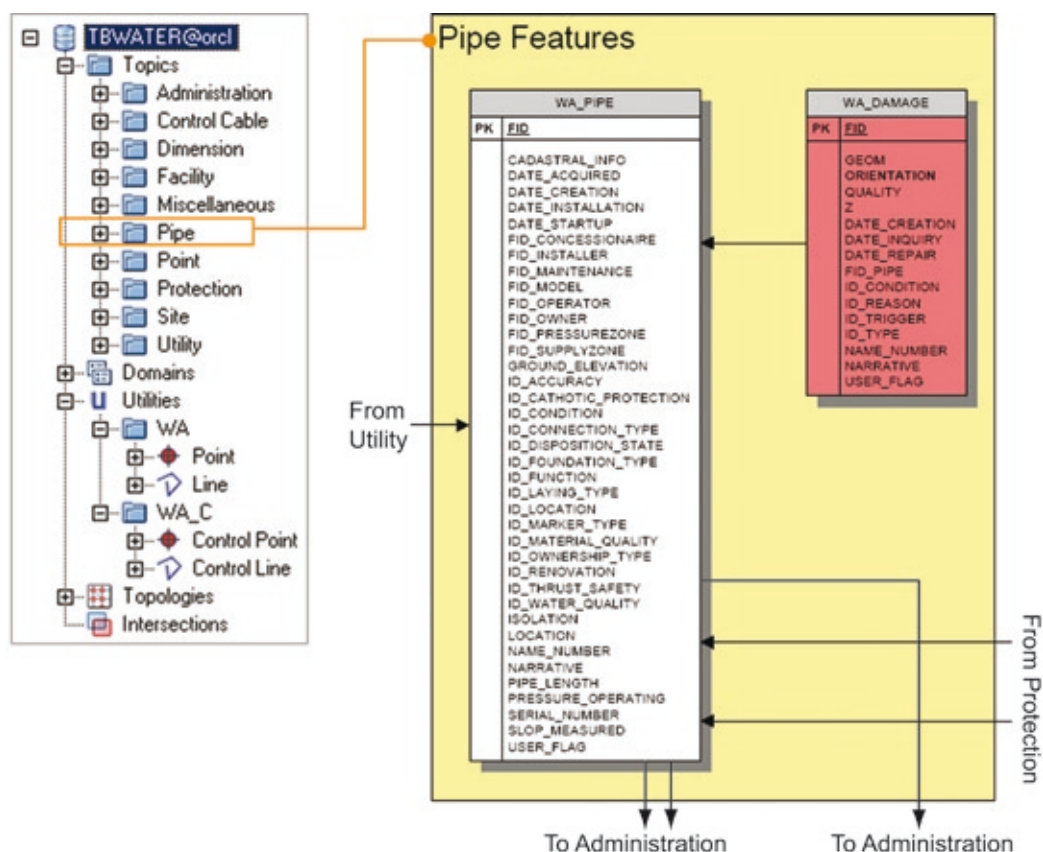 TBWATER@orcl
Topics
Administration
Control Cable
Dimension
Facility
Miscellaneous
Pipe
Point
Protection
Site
Utility
Domains
Utilities
WA
Point
Line
WA_C
Control Point
Control Line
Topologies
Intersections
Pipe Features
WA_PIPE
PK FID
CADASTRAL_INFO
DATE_ACQUIRED
DATE_CREATION
DATE_INSTALLATION
DATE_STARTUP
FID_CONCESSIONAIRE
FID_INSTALLER
FID_MAINTENANCE
FID_MODEL
FID_OPERATOR
FID_OWNER
FID_PRESSUREZONE
FID_SUPPLYZONE
GROUND_ELEVATION
ID_ACCURACY
ID_CATHOTIC_PROTECTION
ID_CONDITION
ID_CONNECTION_TYPE
ID_DISPOSITION_STATE
ID_FOUNDATION_TYPE
ID_FUNCTION
ID_LAYING_TYPE
ID_LOCATION
ID_MARKER_TYPE
ID_MATERIAL_QUALITY
ID_OWNERSHIP_TYPE
ID_RENOVATION
ID_THRUST_SAFETY
ID_WATER_QUALITY
ISOLATION
LOCATION
NAME_NUMBER
NARRATIVE
PIPE_LENGTH
PRESSURE_OPERATING
SERIAL_NUMBER
SLOP_MEASURED
USER_FLAG
WA_DAMAGE
PK FID
GEOM
ORIENTATION
QUALITY
Z
DATE_CREATION
DATE_INQUIRY
DATE_REPAIR
FID_PIPE
ID_CONDITION
ID_REASON
ID_TRIGGER
ID_TYPE
NAME_NUMBER
NARRATIVE
USER_FLAG
From
Utility
From Protection
To Administration
To Administration